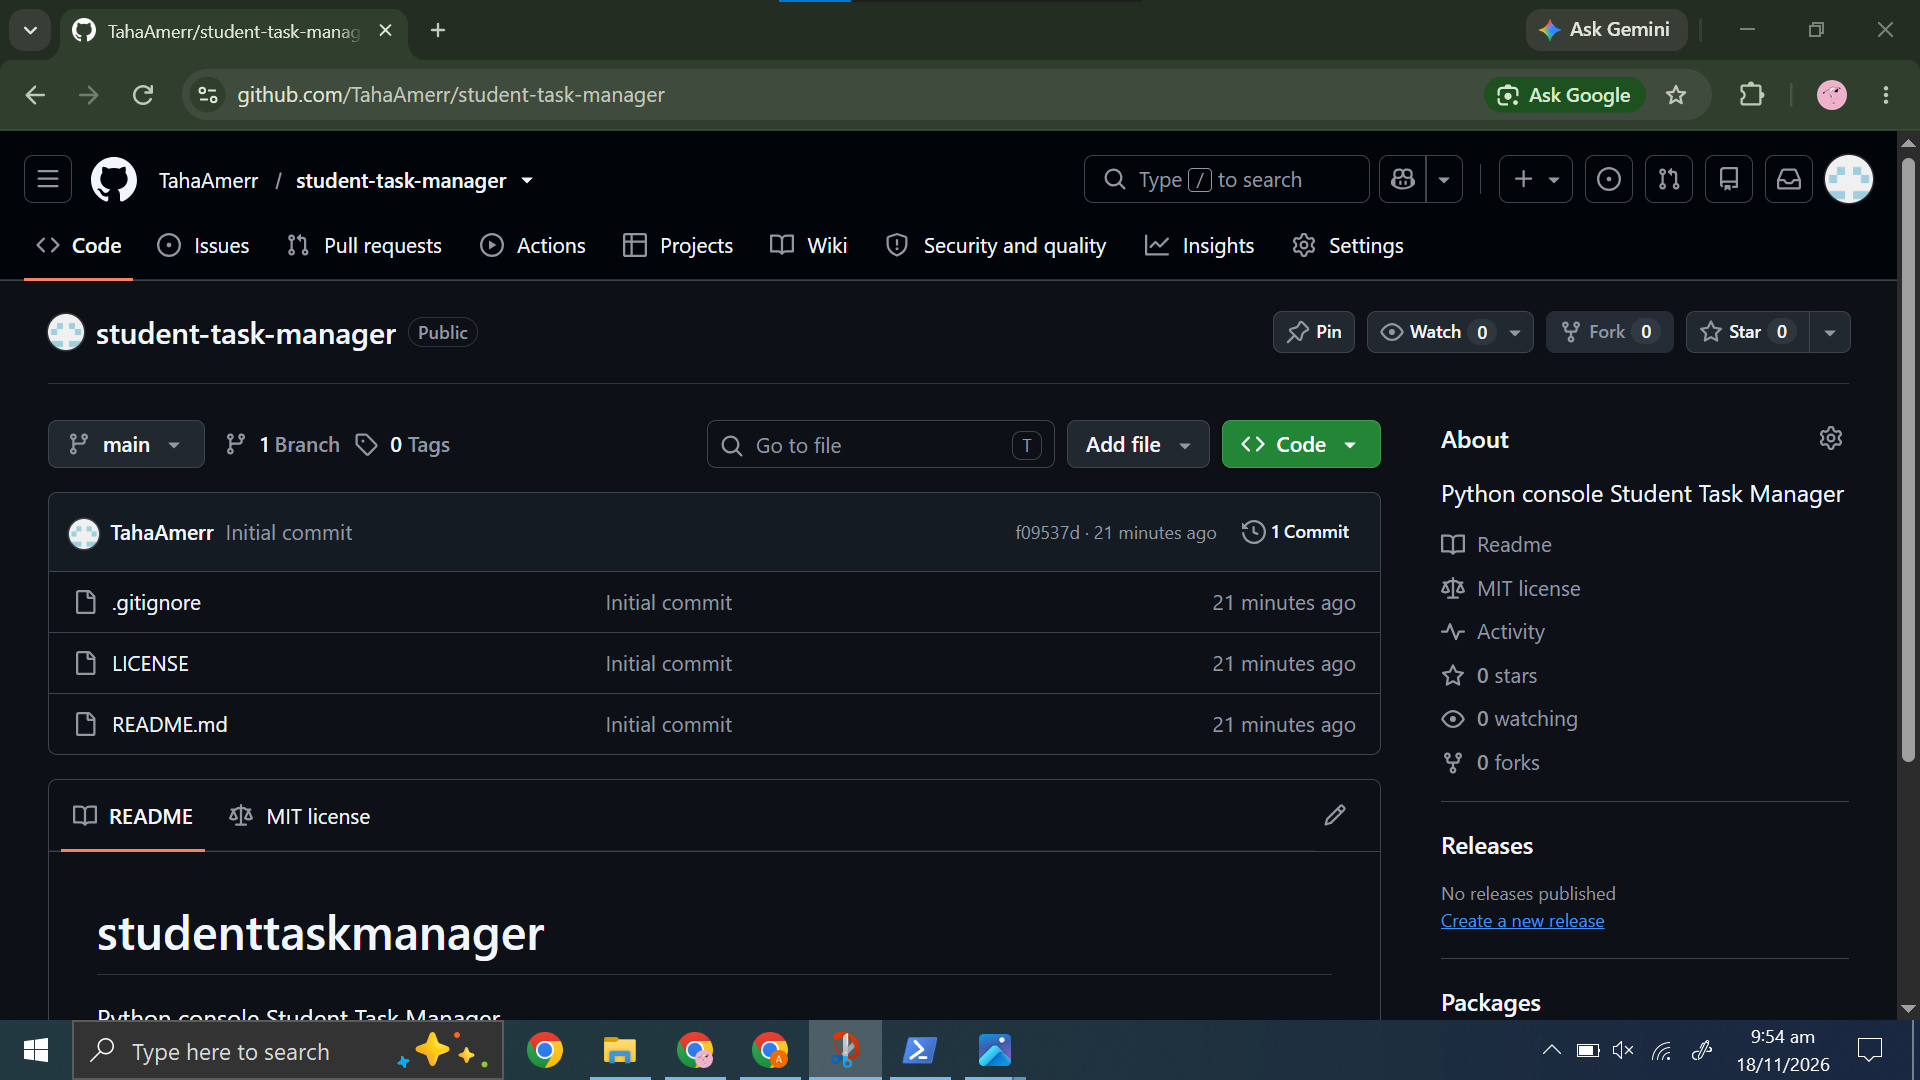 TahaAmerr/student-task-manag
Ask Gemini
github.com/TahaAmerr/student-task-manager
Ask Google
TahaAmerr / student-task-manager
Type / to search
Code Issues Pull requests Actions Projects Wiki Security and quality Insights Settings
student-task-manager Public
Pin Watch 0 Fork 0 Star 0
main 1 Branch 0 Tags Go to file T Add file Code
TahaAmerr Initial commit f09537d · 21 minutes ago 1 Commit
.gitignore Initial commit 21 minutes ago
LICENSE Initial commit 21 minutes ago
README.md Initial commit 21 minutes ago
README MIT license
studenttaskmanager
Python console Student Task Manager
About
Python console Student Task Manager
Readme
MIT license
Activity
0 stars
0 watching
0 forks
Releases
No releases published
Create a new release
Packages
Type here to search
A
9:54 am
18/11/2026